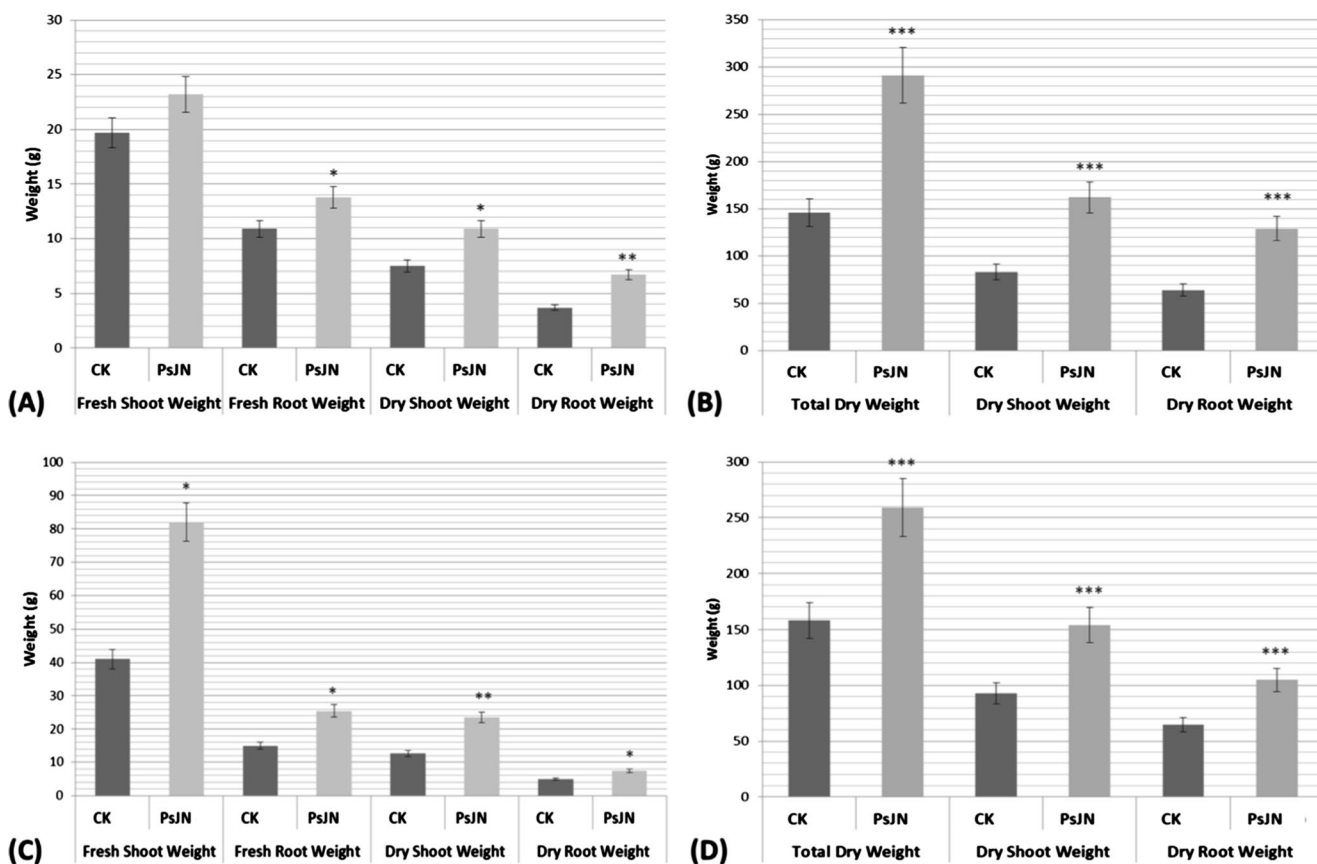 30
25
20
15
10
5
0
Weight (g)
*
*
**
CK PsJN CK PsJN CK PsJN CK PsJN
Fresh Shoot Weight Fresh Root Weight Dry Shoot Weight Dry Root Weight
(A)
350
300
250
200
150
100
50
0
Weight (g)
***
***
***
CK PsJN CK PsJN CK PsJN
Total Dry Weight Dry Shoot Weight Dry Root Weight
(B)
100
90
80
70
60
50
40
30
20
10
0
Weight (g)
*
*
**
*
CK PsJN CK PsJN CK PsJN CK PsJN
Fresh Shoot Weight Fresh Root Weight Dry Shoot Weight Dry Root Weight
(C)
300
250
200
150
100
50
0
Weight (g)
***
***
***
CK PsJN CK PsJN CK PsJN
Total Dry Weight Dry Shoot Weight Dry Root Weight
(D)